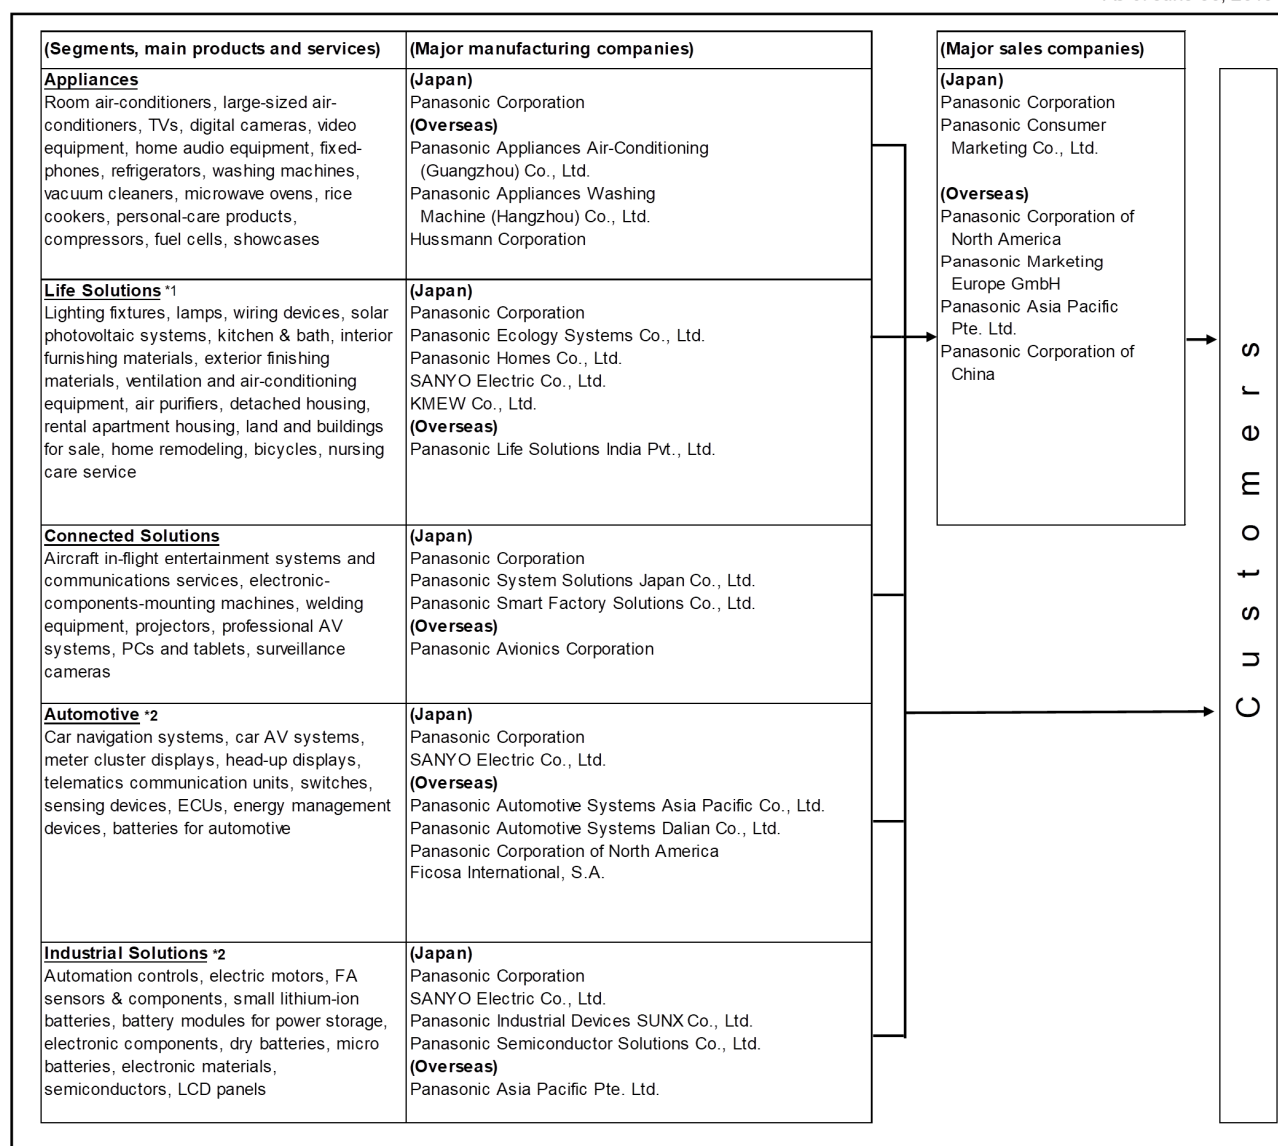 (Segments, main products and services)
(Major manufacturing companies)
(Major sales companies)
Appliances
Room air-conditioners, large-sized air-
conditioners, TVs, digital cameras, video
equipment, home audio equipment, fixed-
phones, refrigerators, washing machines,
vacuum cleaners, microwave ovens, rice
cookers, personal-care products,
compressors, fuel cells, showcases
(Japan)
Panasonic Corporation
(Overseas)
Panasonic Appliances Air-Conditioning
(Guangzhou) Co., Ltd.
Panasonic Appliances Washing
Machine (Hangzhou) Co., Ltd.
Hussmann Corporation
Life Solutions *1
Lighting fixtures, lamps, wiring devices, solar
photovoltaic systems, kitchen & bath, interior
furnishing materials, exterior finishing
materials, ventilation and air-conditioning
equipment, air purifiers, detached housing,
rental apartment housing, land and buildings
for sale, home remodeling, bicycles, nursing
care service
(Japan)
Panasonic Corporation
Panasonic Ecology Systems Co., Ltd.
Panasonic Homes Co., Ltd.
SANYO Electric Co., Ltd.
KMEW Co., Ltd.
(Overseas)
Panasonic Life Solutions India Pvt., Ltd.
Connected Solutions
Aircraft in-flight entertainment systems and
communications services, electronic-
components-mounting machines, welding
equipment, projectors, professional AV
systems, PCs and tablets, surveillance
cameras
(Japan)
Panasonic Corporation
Panasonic System Solutions Japan Co., Ltd.
Panasonic Smart Factory Solutions Co., Ltd.
(Overseas)
Panasonic Avionics Corporation
Automotive *2
Car navigation systems, car AV systems,
meter cluster displays, head-up displays,
telematics communication units, switches,
sensing devices, ECUs, energy management
devices, batteries for automotive
(Japan)
Panasonic Corporation
SANYO Electric Co., Ltd.
(Overseas)
Panasonic Automotive Systems Asia Pacific Co., Ltd.
Panasonic Automotive Systems Dalian Co., Ltd.
Panasonic Corporation of North America
Ficosa International, S.A.
Industrial Solutions *2
Automation controls, electric motors, FA
sensors & components, small lithium-ion
batteries, battery modules for power storage,
electronic components, dry batteries, micro
batteries, electronic materials,
semiconductors, LCD panels
(Japan)
Panasonic Corporation
SANYO Electric Co., Ltd.
Panasonic Industrial Devices SUNX Co., Ltd.
Panasonic Semiconductor Solutions Co., Ltd.
(Overseas)
Panasonic Asia Pacific Pte. Ltd.
(Japan)
Panasonic Corporation
Panasonic Consumer
Marketing Co., Ltd.
(Overseas)
Panasonic Corporation of
North America
Panasonic Marketing
Europe GmbH
Panasonic Asia Pacific
Pte. Ltd.
Panasonic Corporation of
China
Customers